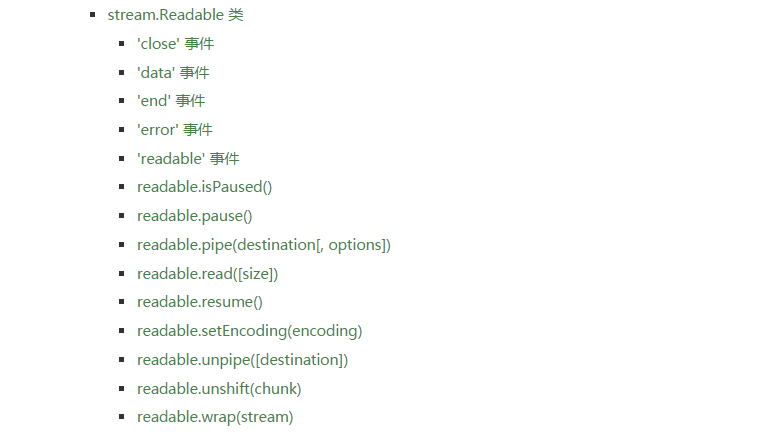 stream.Readable 类
'close' 事件
'data' 事件
'end' 事件
'error' 事件
'readable' 事件
readable.isPaused()
readable.pause()
readable.pipe(destination[, options])
readable.read([size])
readable.resume()
readable.setEncoding(encoding)
readable.unpipe([destination])
readable.unshift(chunk)
readable.wrap(stream)